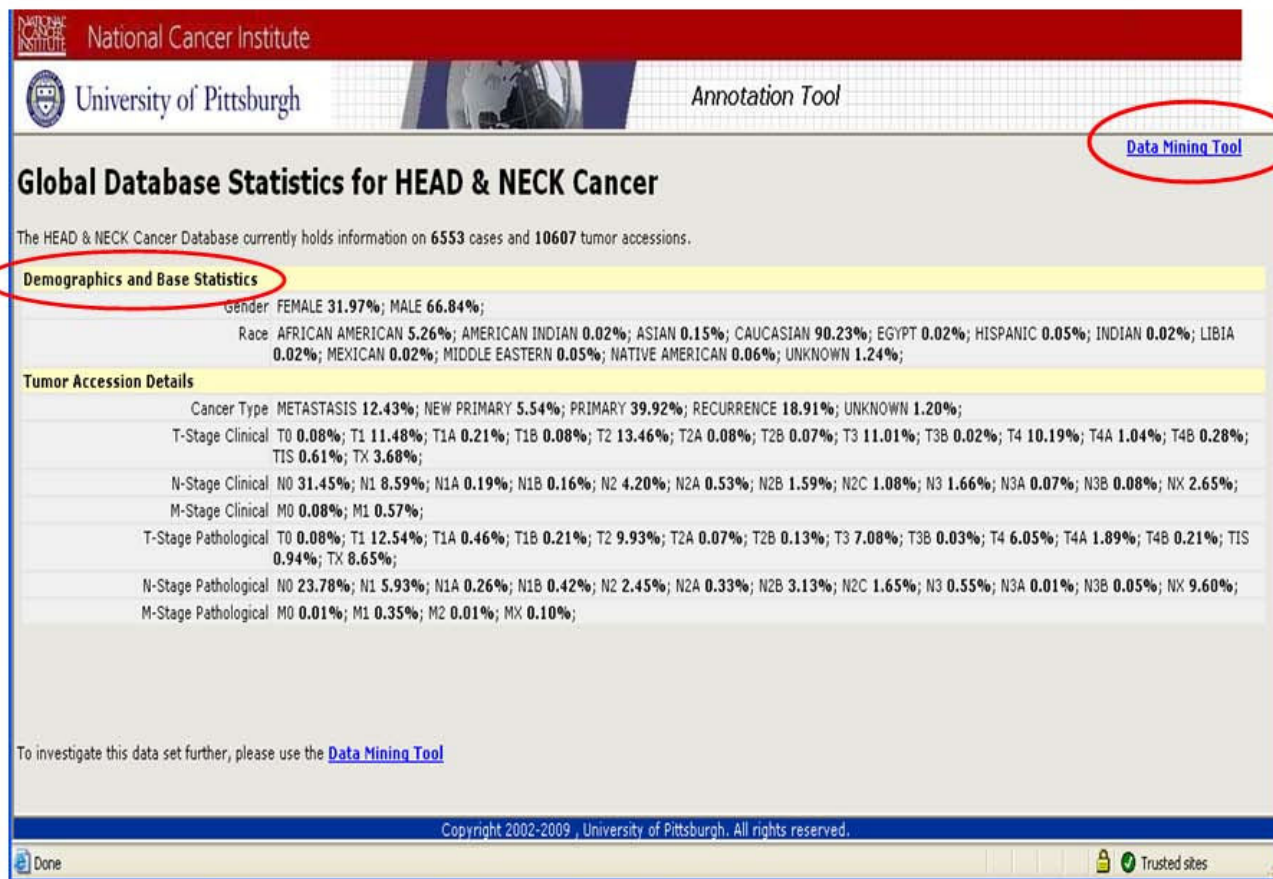 NATIONAL
CANCER
INSTITUTE
National Cancer Institute
University of Pittsburgh
Annotation Tool
Data Mining Tool
Global Database Statistics for HEAD & NECK Cancer
The HEAD & NECK Cancer Database currently holds information on 6553 cases and 10607 tumor accessions.
Demographics and Base Statistics
Gender FEMALE 31.97%; MALE 66.84%;
Race AFRICAN AMERICAN 5.26%; AMERICAN INDIAN 0.02%; ASIAN 0.15%; CAUCASIAN 90.23%; EGYPT 0.02%; HISPANIC 0.05%; INDIAN 0.02%; LIBIA
0.02%; MEXICAN 0.02%; MIDDLE EASTERN 0.05%; NATIVE AMERICAN 0.06%; UNKNOWN 1.24%;
Tumor Accession Details
Cancer Type METASTASIS 12.43%; NEW PRIMARY 5.54%; PRIMARY 39.92%; RECURRENCE 18.91%; UNKNOWN 1.20%;
T-Stage Clinical T0 0.08%; T1 11.48%; T1A 0.21%; T1B 0.08%; T2 13.46%; T2A 0.08%; T2B 0.07%; T3 11.01%; T3B 0.02%; T4 10.19%; T4A 1.04%; T4B 0.28%;
TIS 0.61%; TX 3.68%;
N-Stage Clinical N0 31.45%; N1 8.59%; N1A 0.19%; N1B 0.16%; N2 4.20%; N2A 0.53%; N2B 1.59%; N2C 1.08%; N3 1.66%; N3A 0.07%; N3B 0.08%; NX 2.65%;
M-Stage Clinical M0 0.08%; M1 0.57%;
T-Stage Pathological T0 0.08%; T1 12.54%; T1A 0.46%; T1B 0.21%; T2 9.93%; T2A 0.07%; T2B 0.13%; T3 7.08%; T3B 0.03%; T4 6.05%; T4A 1.89%; T4B 0.21%; TIS
0.94%; TX 8.65%;
N-Stage Pathological N0 23.78%; N1 5.93%; N1A 0.26%; N1B 0.42%; N2 2.45%; N2A 0.33%; N2B 3.13%; N2C 1.65%; N3 0.55%; N3A 0.01%; N3B 0.05%; NX 9.60%;
M-Stage Pathological M0 0.01%; M1 0.35%; M2 0.01%; MX 0.10%;
To investigate this data set further, please use the Data Mining Tool
Copyright 2002-2009 , University of Pittsburgh. All rights reserved.
Done
Trusted sites